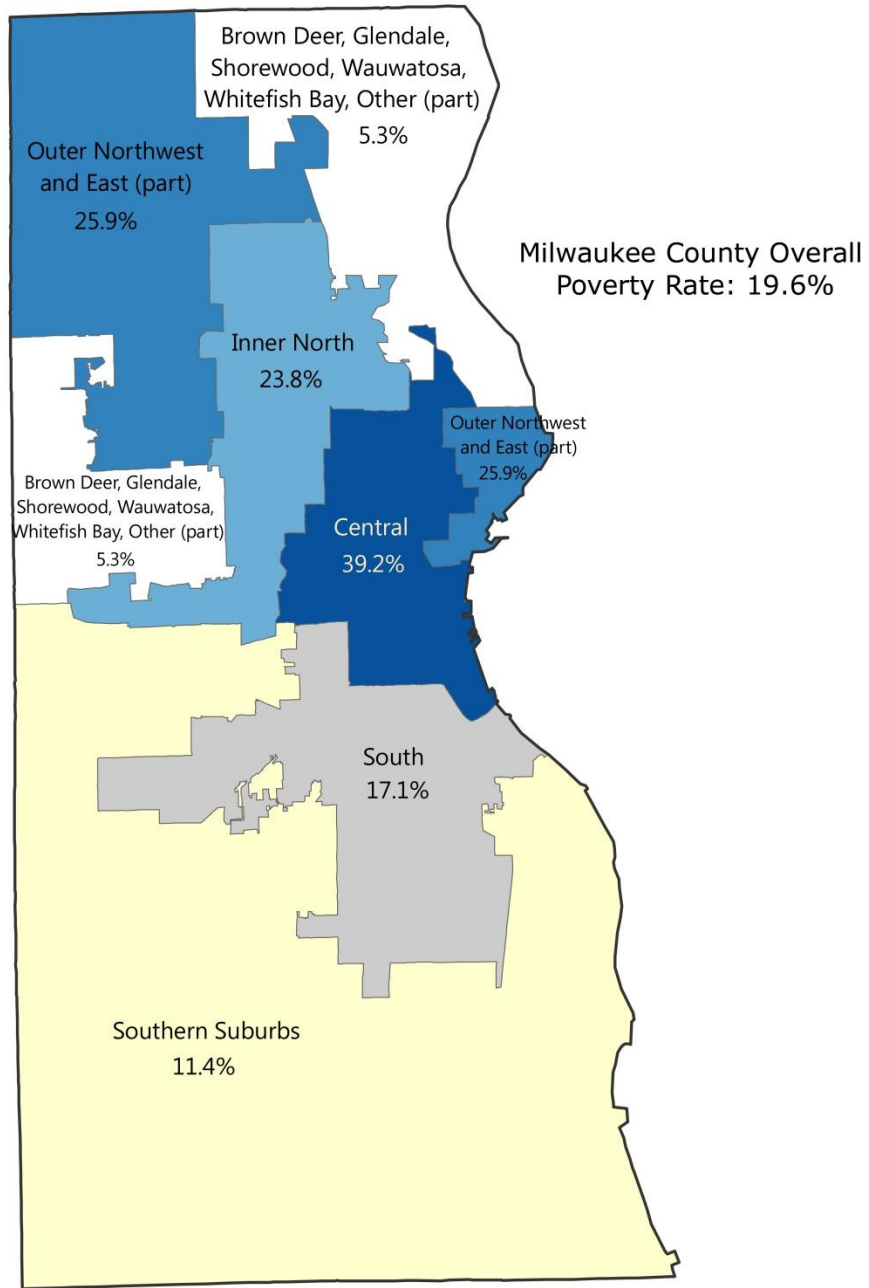 Brown Deer, Glendale,
Shorewood, Wauwatosa,
Whitefish Bay, Other (part)
5.3%
Outer Northwest
and East (part)
25.9%
Milwaukee County Overall
Poverty Rate: 19.6%
Inner North
23.8%
Outer Northwest
and East (part)
25.9%
Brown Deer, Glendale,
Shorewood, Wauwatosa,
Whitefish Bay, Other (part)
5.3%
Central
39.2%
South
17.1%
Southern Suburbs
11.4%